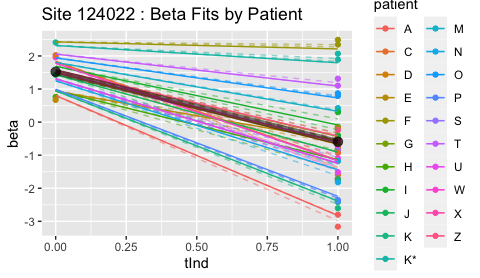 Site 124022 : Beta Fits by Patient
beta
2
1
0
-1
-2
-3
0.00 0.25 0.50 0.75 1.00
tInd
patient
A M
C N
D O
E P
F S
G T
H U
I W
J X
K Z
K*